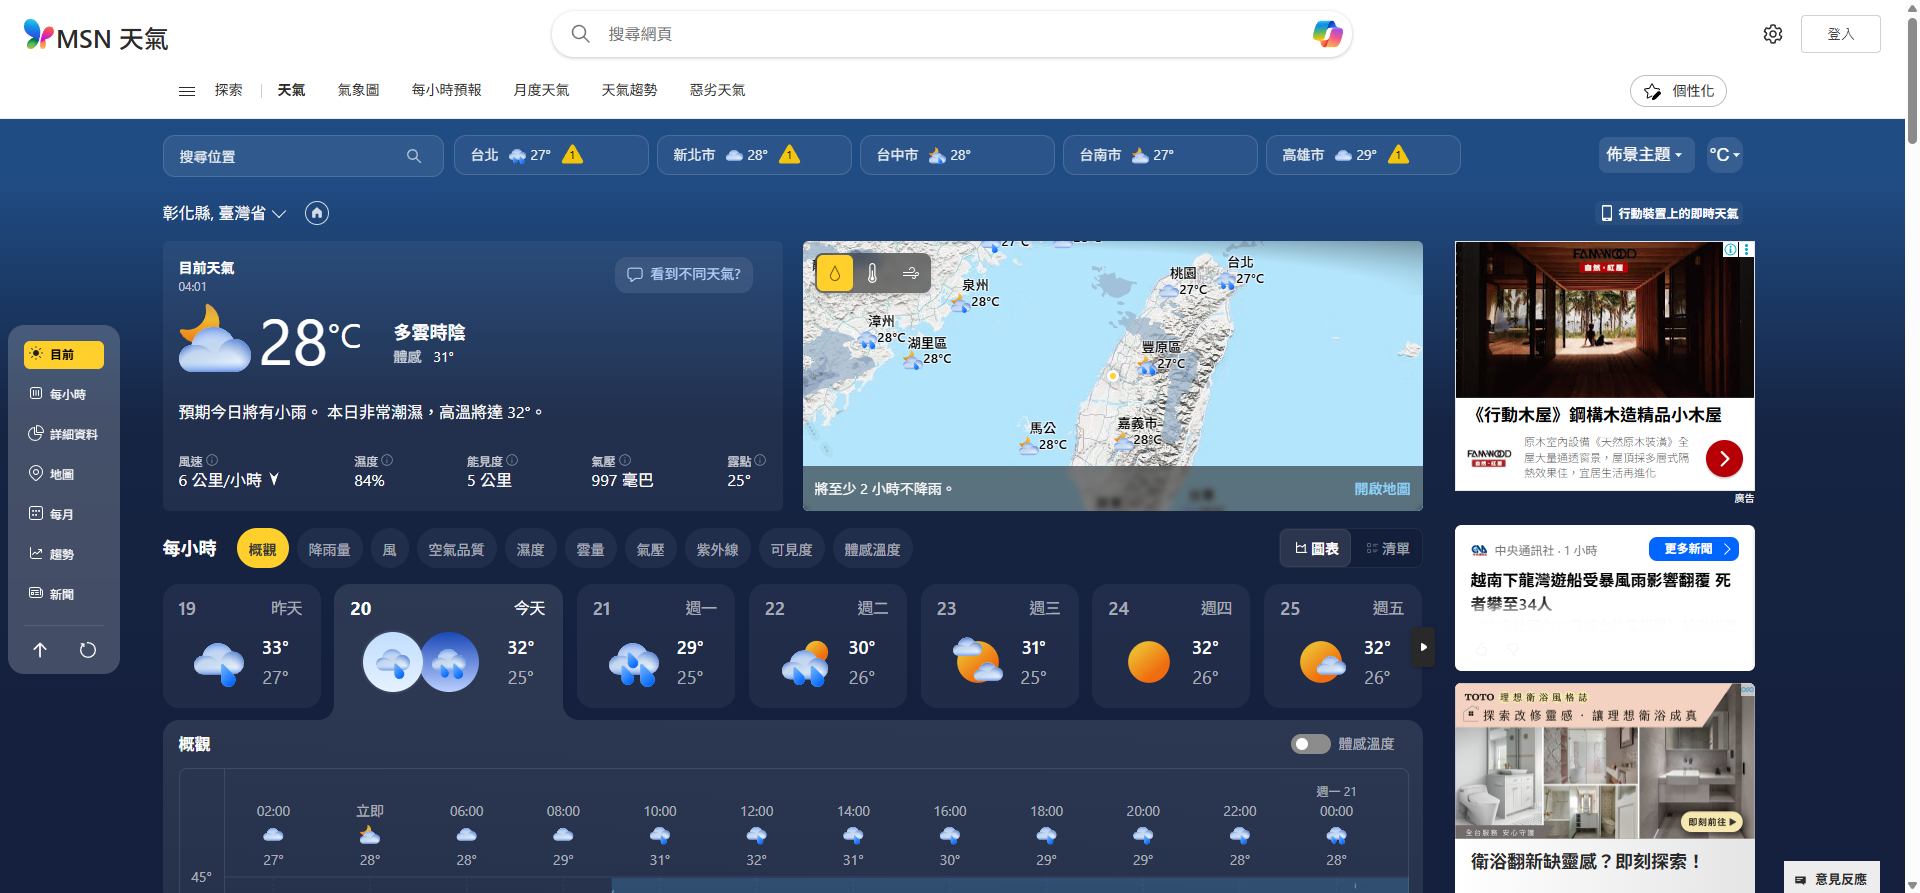 MSN 天氣
搜尋網頁
登入
探索
天氣
氣象圖
每小時預報
月度天氣
天氣趨勢
惡劣天氣
個性化
搜尋位置
台北 27° 1
新北市 28° 1
台中市 28°
台南市 27°
高雄市 29° 1
佈景主題
°C
彰化縣, 臺灣省
行動裝置上的即時天氣
目前天氣
04:01
看到不同天氣?
28°C
多雲時陰
體感 31°
預期今日將有小雨。 本日非常潮濕，高溫將達 32°。
風速 濕度 能見度 氣壓 露點
6 公里/小時 84% 5 公里 997 毫巴 25°
目前
每小時
詳細資料
地圖
每月
趨勢
新聞
27°C
泉州
28°C
漳州
28°C
湖里區
28°C
桃園
27°C
台北
27°C
豐原區
27°C
馬公
28°C
嘉義市
28°C
將至少 2 小時不降雨。
開啟地圖
FAMWOOD
自然·紅屋
《行動木屋》鋼構木造精品小木屋
FAMWOOD
自然·紅屋
原木室內設備《天然原木裝潢》全
屋大量通透窗景，屋頂採多層式隔
熱效果佳，宜居生活再進化
廣告
每小時
概觀
降雨量
風
空氣品質
濕度
雲量
氣壓
紫外線
可見度
體感溫度
圖表
清單
19 昨天
33°
27°
20 今天
32°
25°
21 週一
29°
25°
22 週二
30°
26°
23 週三
31°
25°
24 週四
32°
26°
25 週五
32°
26°
中央通訊社 · 1 小時
更多新聞
越南下龍灣遊船受暴風雨影響翻覆 死
者攀至34人
概觀
體感溫度
週一 21
02:00 立即 06:00 08:00 10:00 12:00 14:00 16:00 18:00 20:00 22:00 00:00
27° 28° 28° 29° 31° 32° 31° 30° 29° 29° 28° 28°
45°
TOTO 理想衛浴風格誌
探索改修靈感·讓理想衛浴成真
即刻前往
全台服務 安心守護
衛浴翻新缺靈感？即刻探索！
意見反應